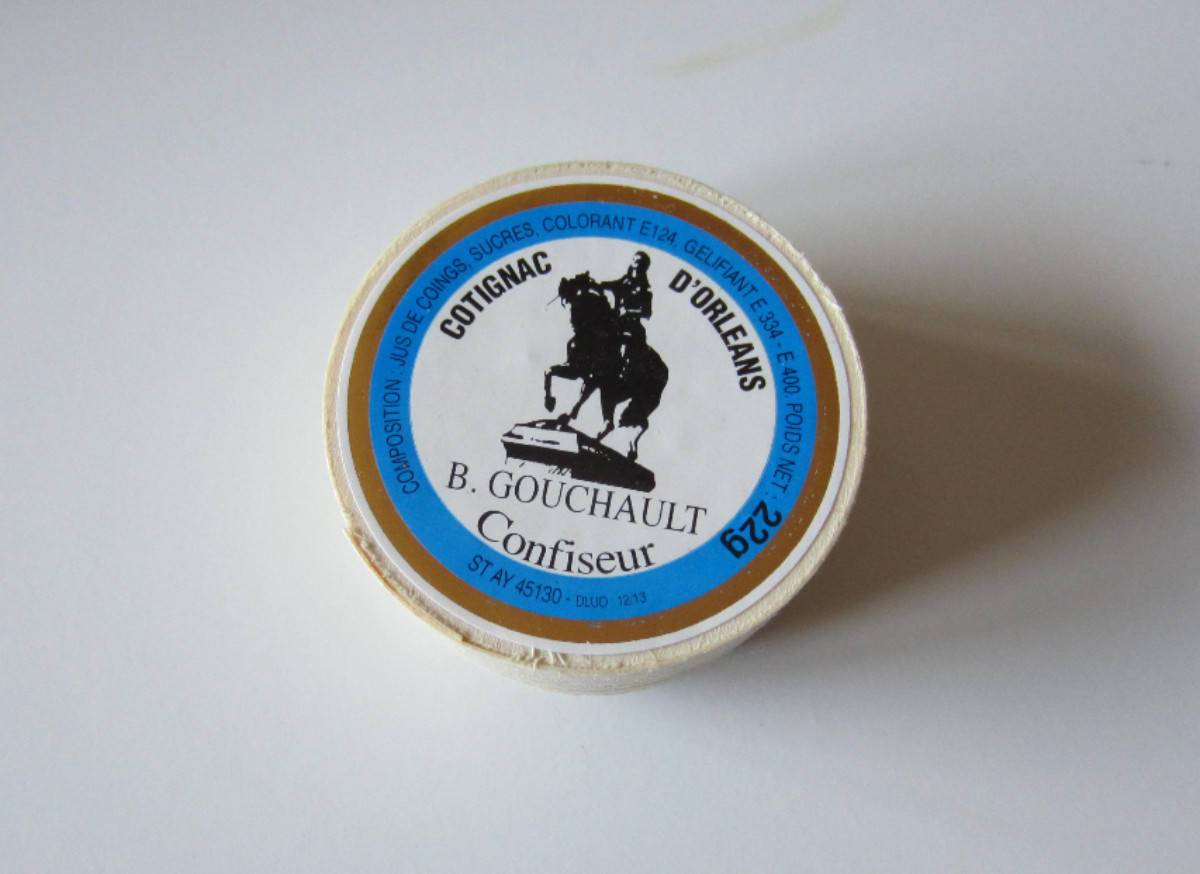 COMPOSITION : JUS DE COINGS, SUCRES, COLORANT E124, GELIFIANT E 334 - E 400. POIDS NET : 22g
COTIGNAC D'ORLEANS
B. GOUCHAULT
Confiseur
ST AY 45130 - DLUO 12/13